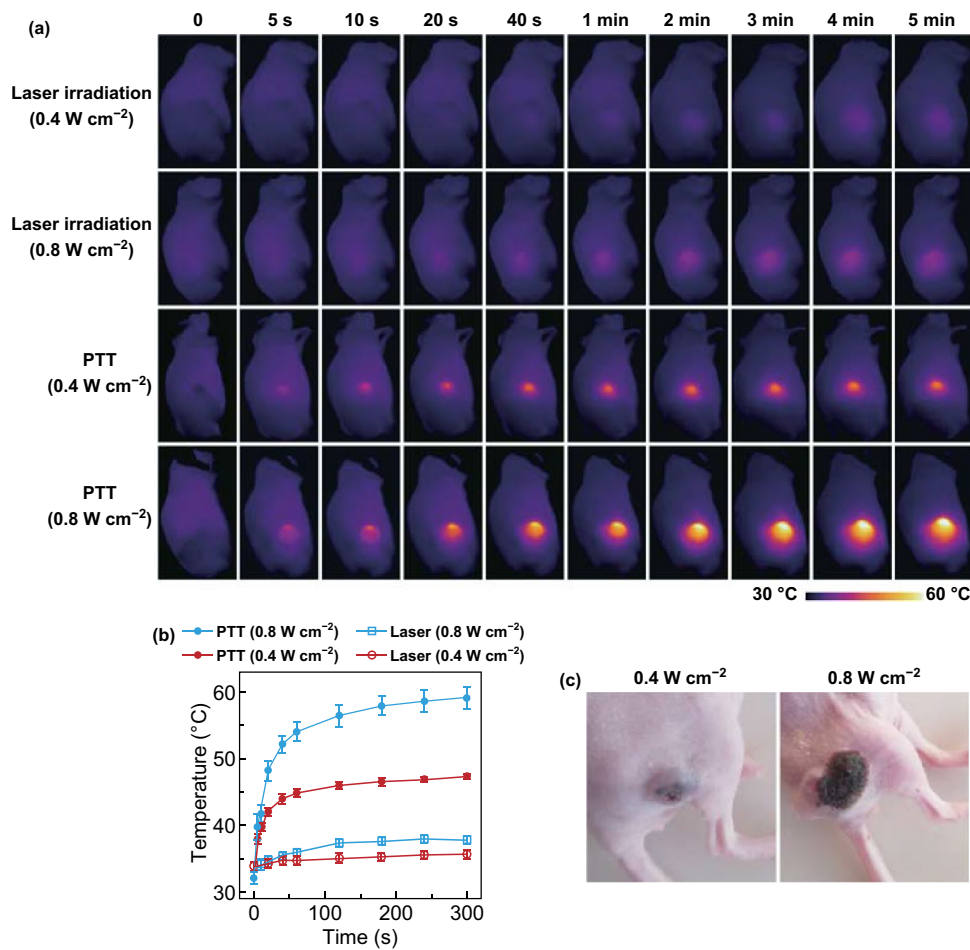 (a)
0 5 s 10 s 20 s 40 s 1 min 2 min 3 min 4 min 5 min
Laser irradiation
(0.4 W cm⁻²)
Laser irradiation
(0.8 W cm⁻²)
PTT
(0.4 W cm⁻²)
PTT
(0.8 W cm⁻²)
30 °C 60 °C
(b)
PTT (0.8 W cm⁻²) Laser (0.8 W cm⁻²)
PTT (0.4 W cm⁻²) Laser (0.4 W cm⁻²)
Temperature (°C)
60
50
40
30
0 100 200 300
Time (s)
(c)
0.4 W cm⁻² 0.8 W cm⁻²